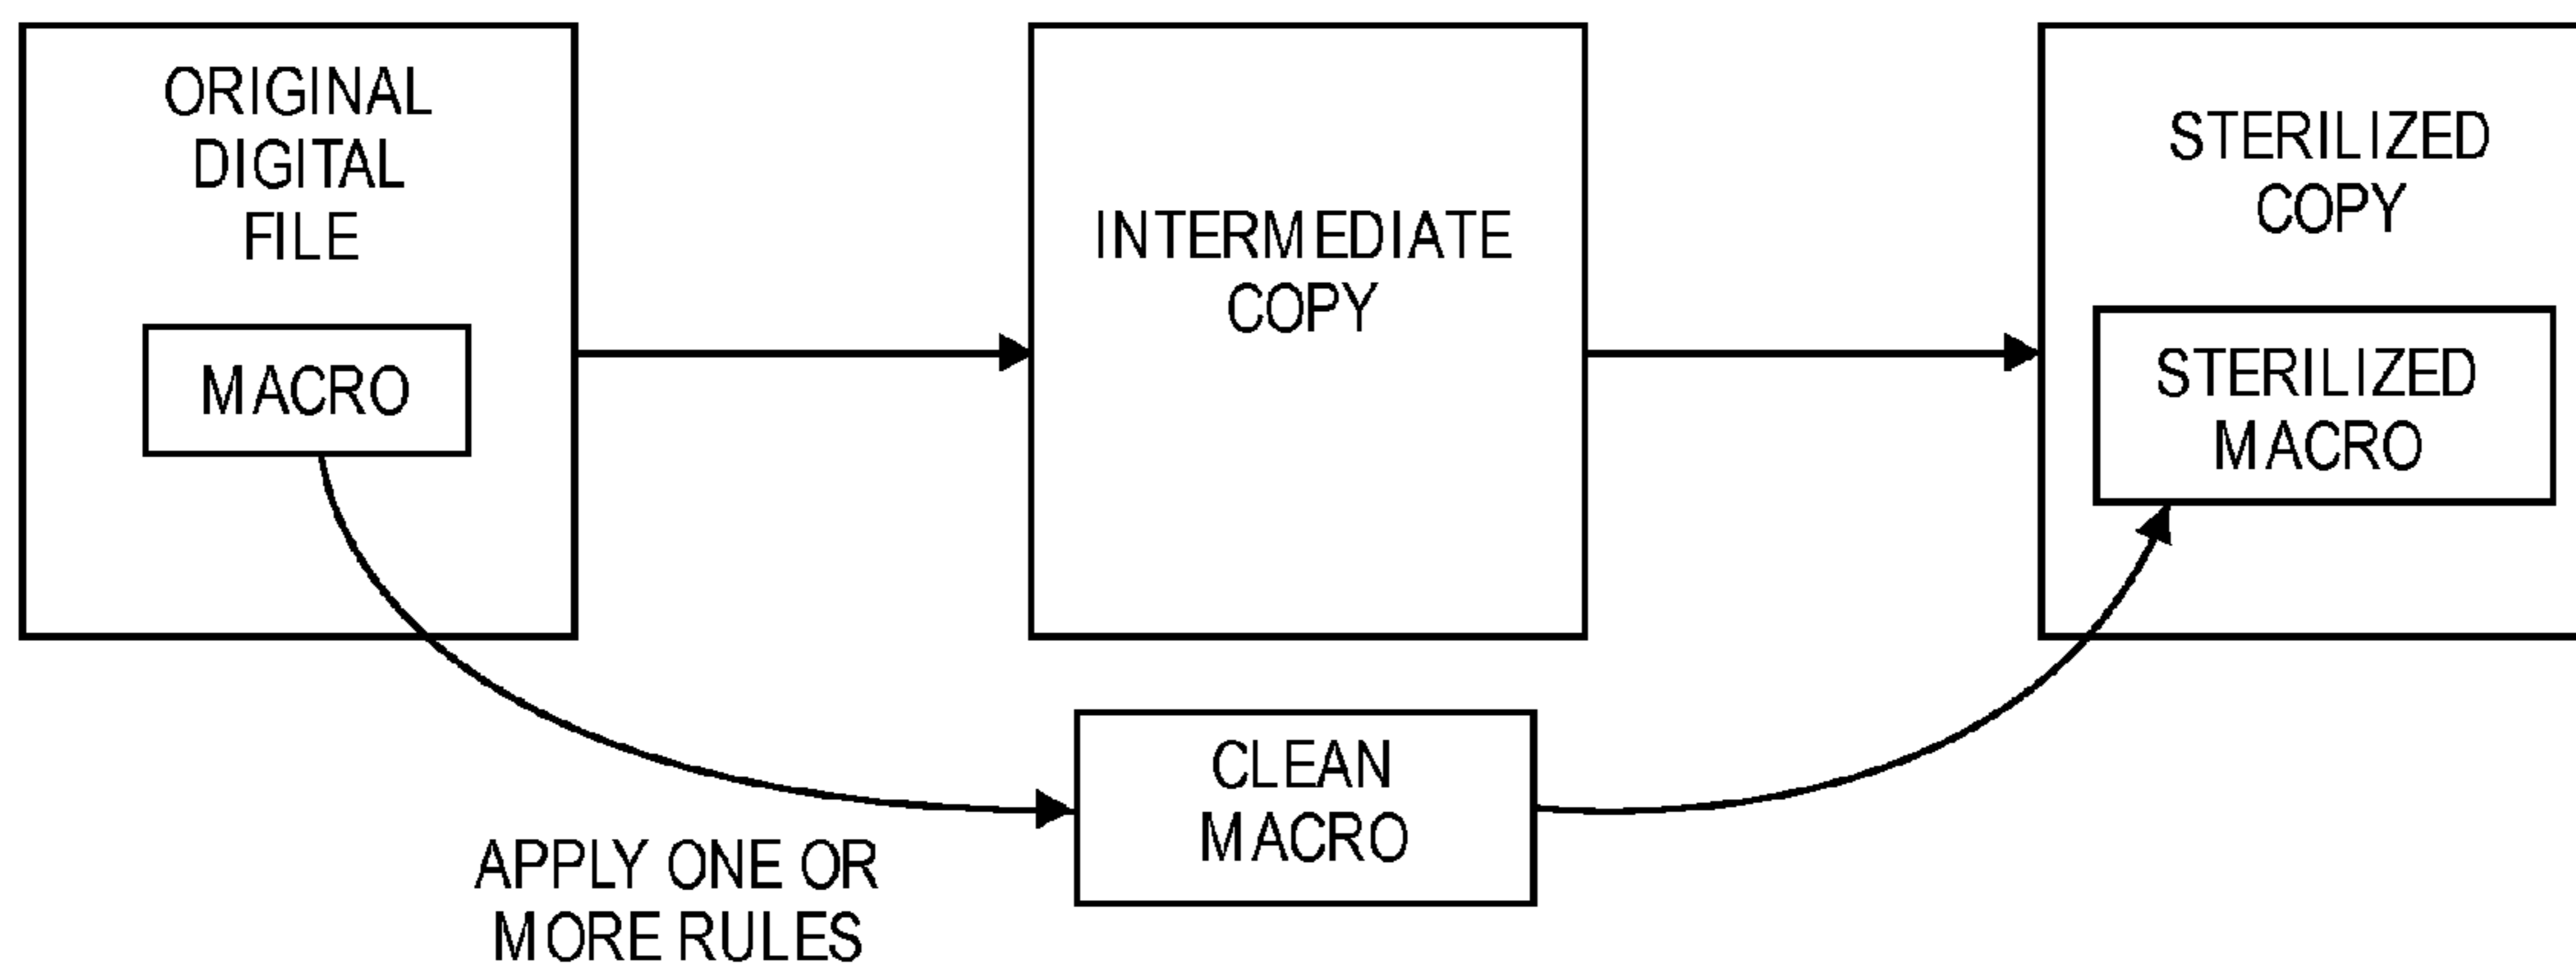 ORIGINAL
DIGITAL
FILE
MACRO
INTERMEDIATE
COPY
STERILIZED
COPY
STERILIZED
MACRO
CLEAN
MACRO
APPLY ONE OR
MORE RULES